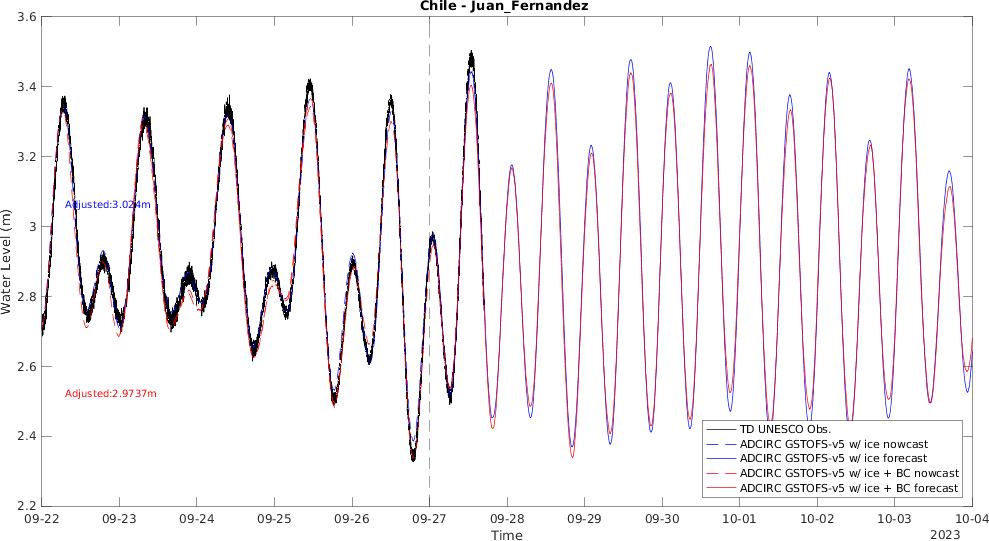 Chile - Juan_Fernandez
3.6
3.4
3.2
3
2.8
2.6
2.4
2.2
Water Level (m)
Adjusted:3.024m
Adjusted:2.9737m
TD UNESCO Obs.
ADCIRC GSTOFS-v5 w/ ice nowcast
ADCIRC GSTOFS-v5 w/ ice forecast
ADCIRC GSTOFS-v5 w/ ice + BC nowcast
ADCIRC GSTOFS-v5 w/ ice + BC forecast
09-22 09-23 09-24 09-25 09-26 09-27 09-28 09-29 09-30 10-01 10-02 10-03 10-04
Time
2023